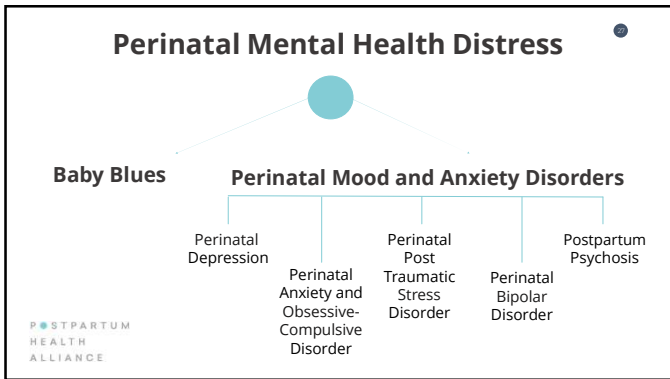 Perinatal Mental Health Distress
27
Baby Blues
Perinatal Mood and Anxiety Disorders
Perinatal
Depression
Perinatal
Anxiety and
Obsessive-
Compulsive
Disorder
Perinatal
Post
Traumatic
Stress
Disorder
Perinatal
Bipolar
Disorder
Postpartum
Psychosis
POSTPARTUM
HEALTH
ALLIANCE